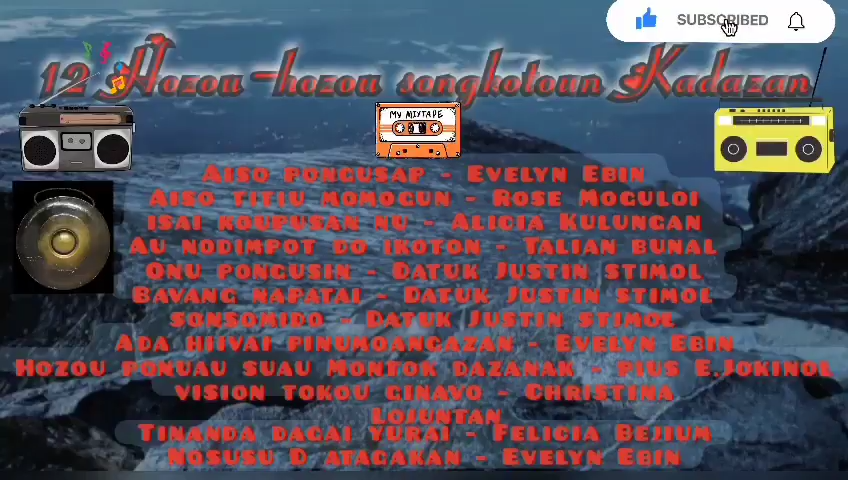 SUBSCRIBED
12 Hozou-hozou songkotoun Kadazan
MY MIXTAPE
AISO PONGUSAP - EVELYN EBIN
AISO TITIU MOMOGUN - ROSE MOGULOI
ISAI KOUPUSAN NU - ALICIA KULUNGAN
AU NODIMPOT DO IKOTON - TALIAN BUNAL
ONU PONGUSIN - DATUK JUSTIN STIMOL
BAVANG NAPATAI - DATUK JUSTIN STIMOL
SONSOMIDO - DATUK JUSTIN STIMOL
ADA HIIVAI PINUMOANGAZAN - EVELYN EBIN
HOZOU PONUAU SUAU MONTOK DAZANAK - PIUS E.JOKINOL
VISION TOKOU GINAVO - CHRISTINA
LOJUNTAN
TINANDA DAGAI YURAI - FELICIA BEJIUM
NOSUSU D ATAGAKAN - EVELYN EBIN